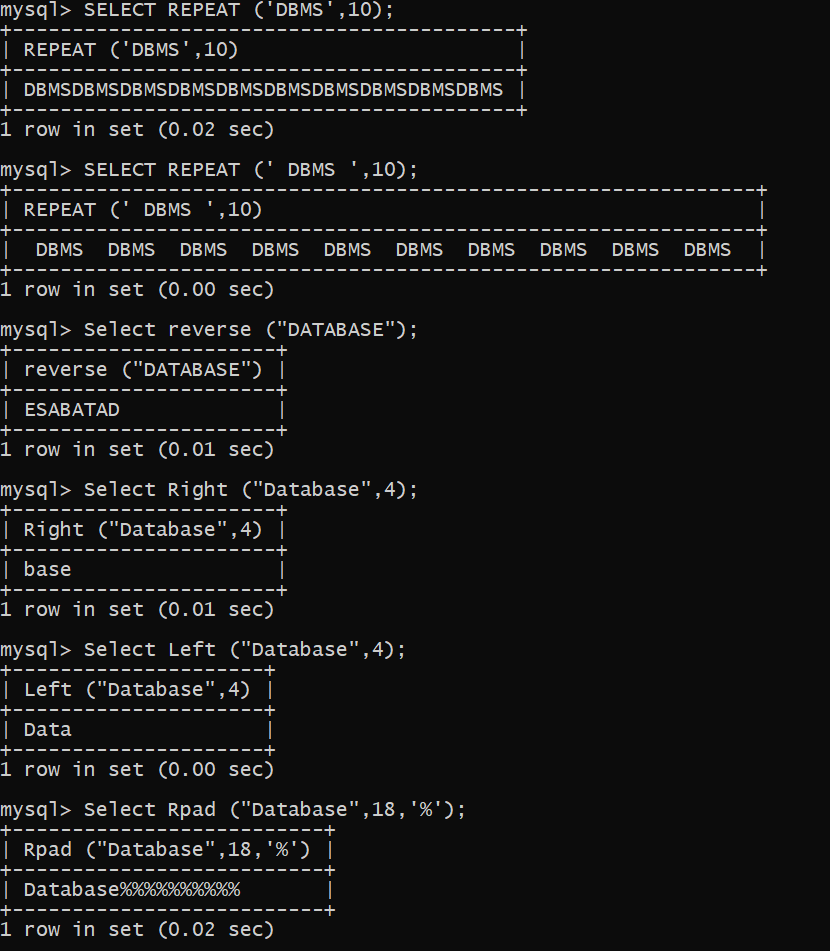 mysql> SELECT REPEAT ('DBMS',10);
+------------------------------------------+
| REPEAT ('DBMS',10)                       |
+------------------------------------------+
| DBMSDBMSDBMSDBMSDBMSDBMSDBMSDBMSDBMSDBMS |
+------------------------------------------+
1 row in set (0.02 sec)

mysql> SELECT REPEAT (' DBMS ',10);
+--------------------------------------------------------------+
| REPEAT (' DBMS ',10)                                         |
+--------------------------------------------------------------+
|  DBMS  DBMS  DBMS  DBMS  DBMS  DBMS  DBMS  DBMS  DBMS  DBMS  |
+--------------------------------------------------------------+
1 row in set (0.00 sec)

mysql> Select reverse ("DATABASE");
+----------------------+
| reverse ("DATABASE") |
+----------------------+
| ESABATAD             |
+----------------------+
1 row in set (0.01 sec)

mysql> Select Right ("Database",4);
+----------------------+
| Right ("Database",4) |
+----------------------+
| base                 |
+----------------------+
1 row in set (0.01 sec)

mysql> Select Left ("Database",4);
+---------------------+
| Left ("Database",4) |
+---------------------+
| Data                |
+---------------------+
1 row in set (0.00 sec)

mysql> Select Rpad ("Database",18,'%');
+--------------------------+
| Rpad ("Database",18,'%') |
+--------------------------+
| Database%%%%%%%%%%       |
+--------------------------+
1 row in set (0.02 sec)